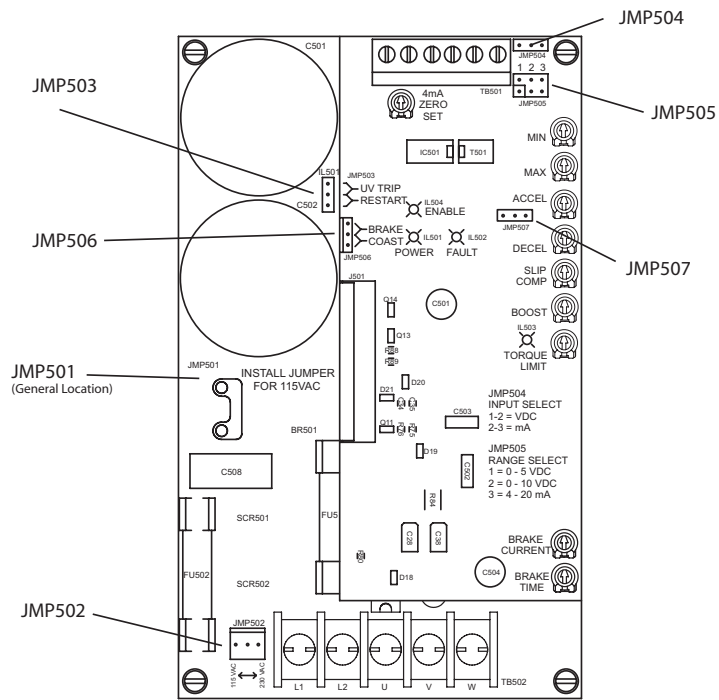 JMP504
C501
JMP504
1 2 3
TB501
JMP505
JMP505
JMP503
4mA
ZERO
SET
MIN
IC501
T501
MAX
IL501
JMP503
UV TRIP
RESTART
C502
IL504
ENABLE
ACCEL
JMP507
JMP506
BRAKE
COAST
JMP506
IL501
POWER
IL502
FAULT
DECEL
JMP507
SLIP
COMP
J501
Q14
C501
BOOST
Q13
IL503
TORQUE
LIMIT
JMP501
(General Location)
JMP501
INSTALL JUMPER
FOR 115VAC
D20
D21
JMP504
INPUT SELECT
1-2 = VDC
2-3 = mA
C503
BR501
Q11
D19
JMP505
RANGE SELECT
1 = 0 - 5 VDC
2 = 0 - 10 VDC
3 = 4 - 20 mA
C508
C502
R84
SCR501
FU5
C28
C38
BRAKE
CURRENT
FU502
SCR502
D18
C504
BRAKE
TIME
JMP502
JMP502
115 VAC
230 VAC
L1
L2
U
V
W
TB502